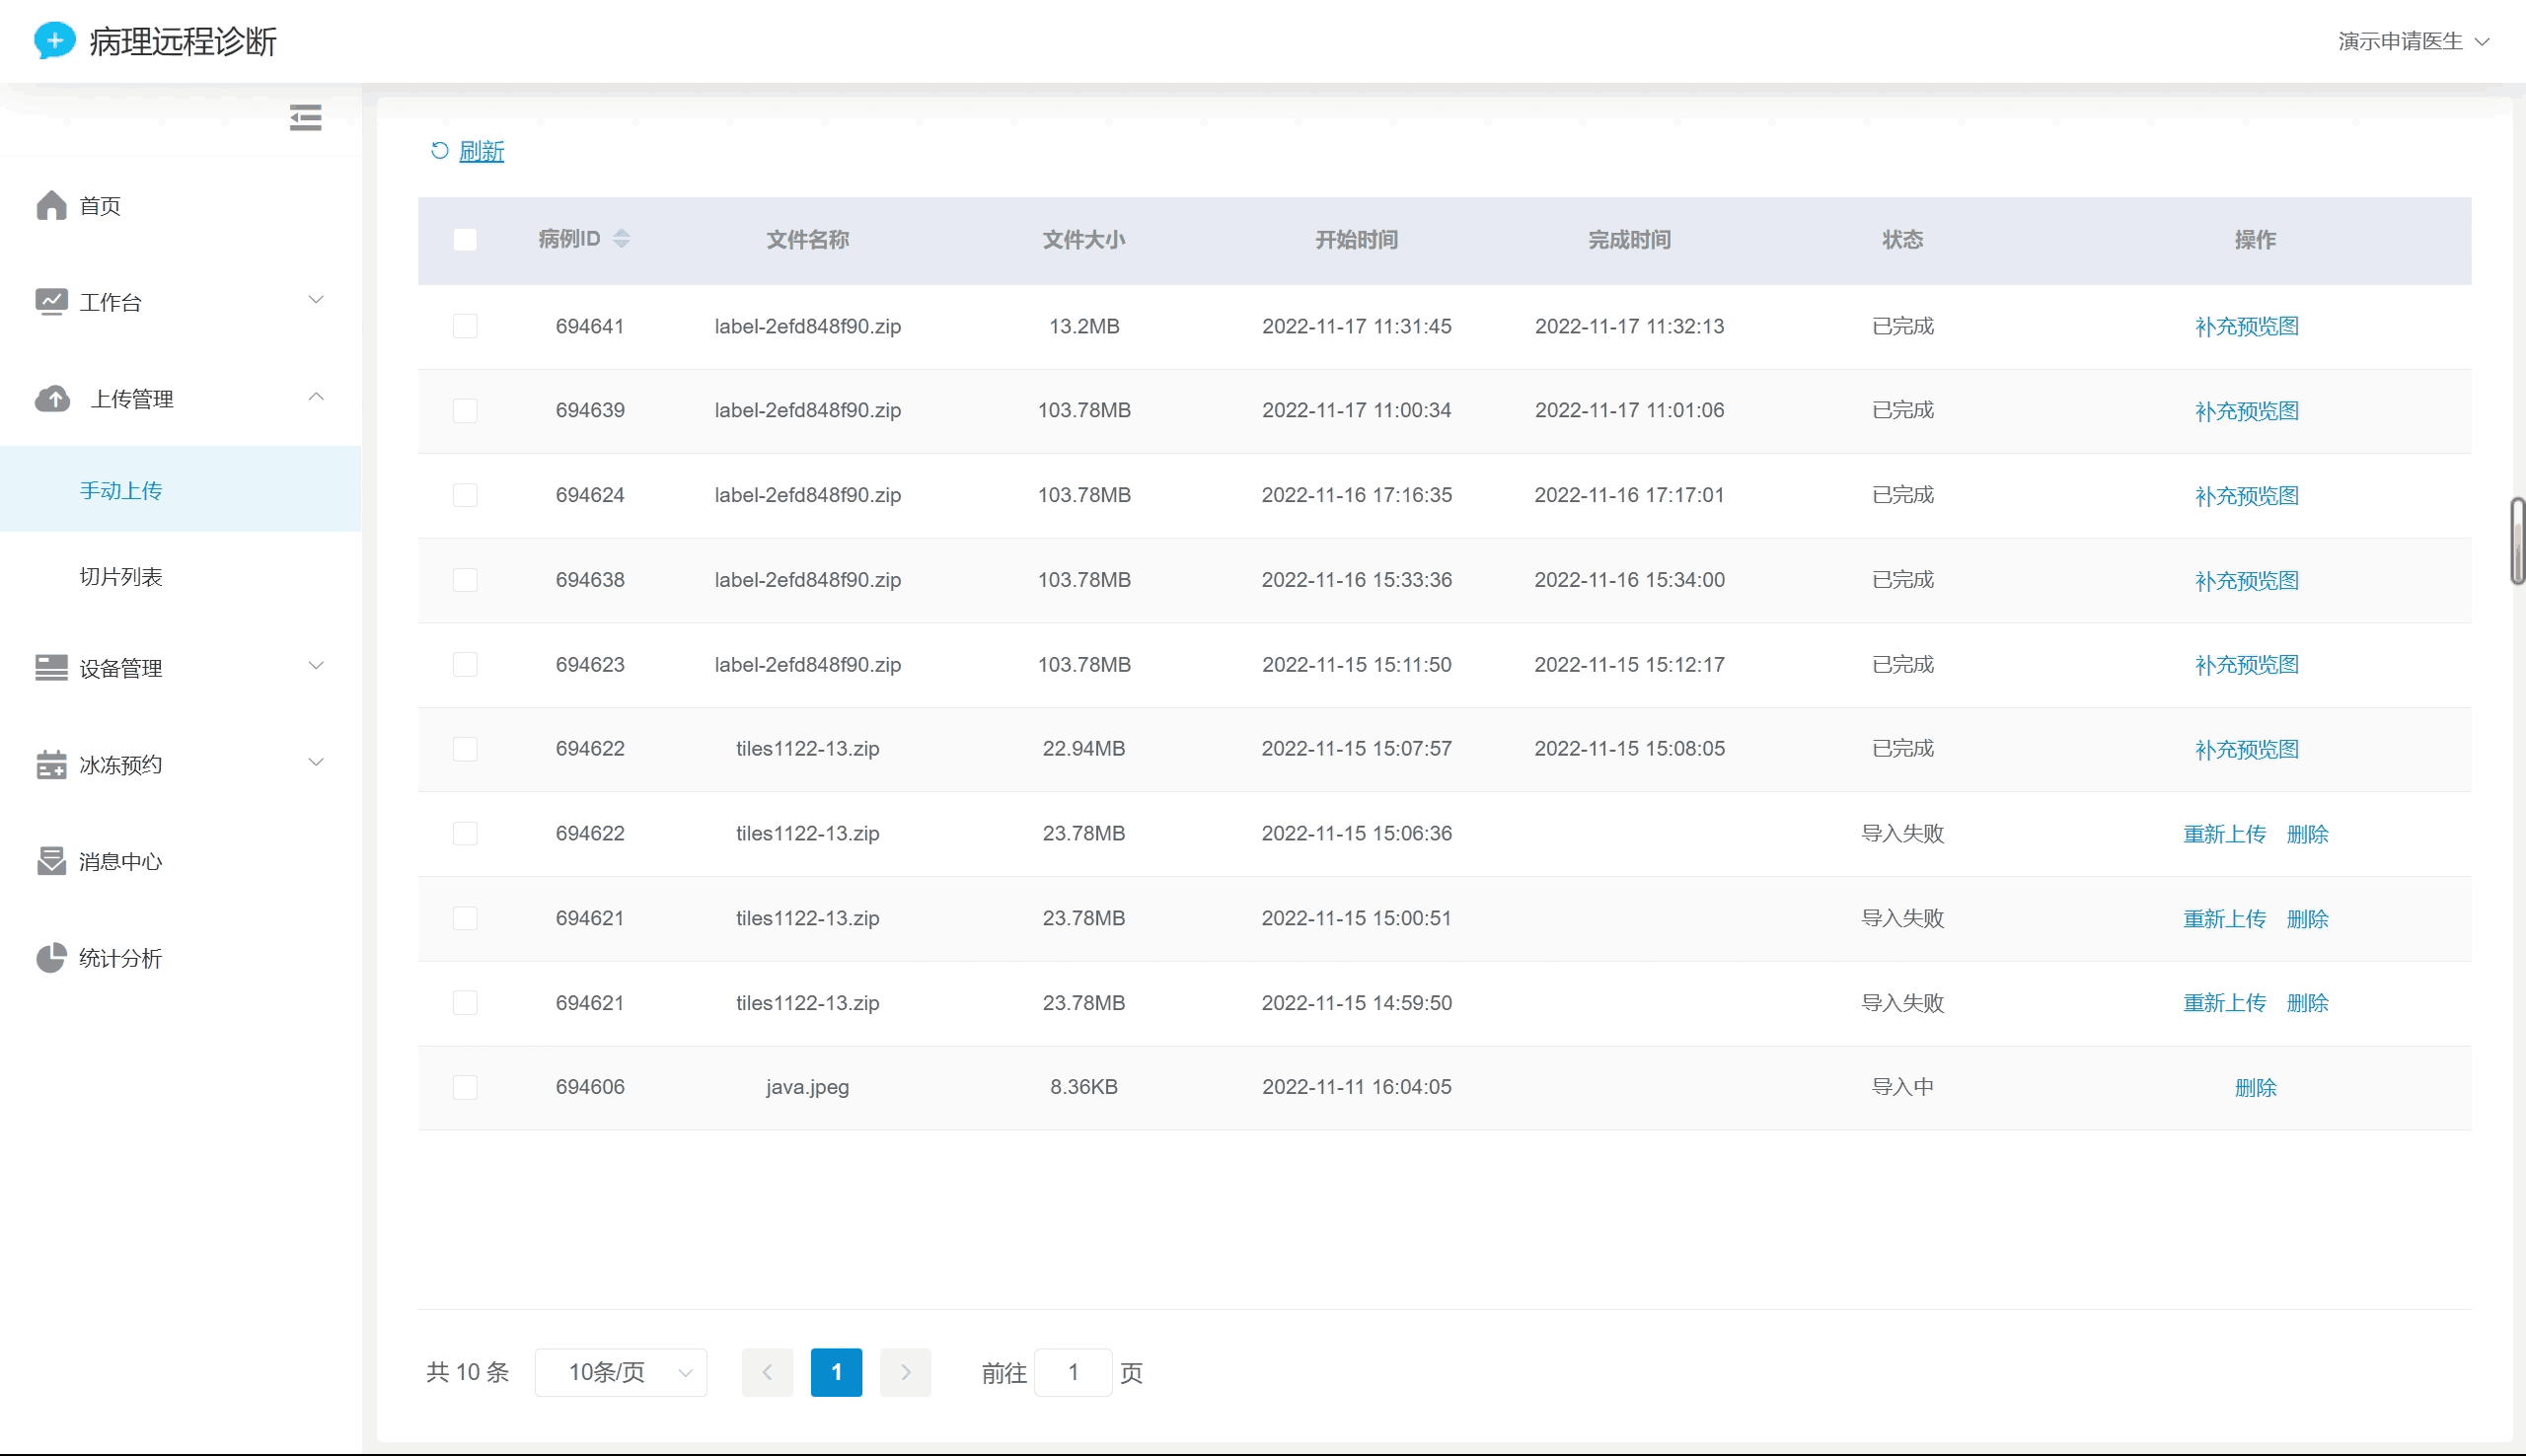 病理远程诊断
演示申请医生
首页
工作台
上传管理
手动上传
切片列表
设备管理
冰冻预约
消息中心
统计分析
刷新
病例ID 文件名称 文件大小 开始时间 完成时间 状态 操作
694641 label-2efd848f90.zip 13.2MB 2022-11-17 11:31:45 2022-11-17 11:32:13 已完成 补充预览图
694639 label-2efd848f90.zip 103.78MB 2022-11-17 11:00:34 2022-11-17 11:01:06 已完成 补充预览图
694624 label-2efd848f90.zip 103.78MB 2022-11-16 17:16:35 2022-11-16 17:17:01 已完成 补充预览图
694638 label-2efd848f90.zip 103.78MB 2022-11-16 15:33:36 2022-11-16 15:34:00 已完成 补充预览图
694623 label-2efd848f90.zip 103.78MB 2022-11-15 15:11:50 2022-11-15 15:12:17 已完成 补充预览图
694622 tiles1122-13.zip 22.94MB 2022-11-15 15:07:57 2022-11-15 15:08:05 已完成 补充预览图
694622 tiles1122-13.zip 23.78MB 2022-11-15 15:06:36 导入失败 重新上传 删除
694621 tiles1122-13.zip 23.78MB 2022-11-15 15:00:51 导入失败 重新上传 删除
694621 tiles1122-13.zip 23.78MB 2022-11-15 14:59:50 导入失败 重新上传 删除
694606 java.jpeg 8.36KB 2022-11-11 16:04:05 导入中 删除
共 10 条 10条/页 1 前往 1 页